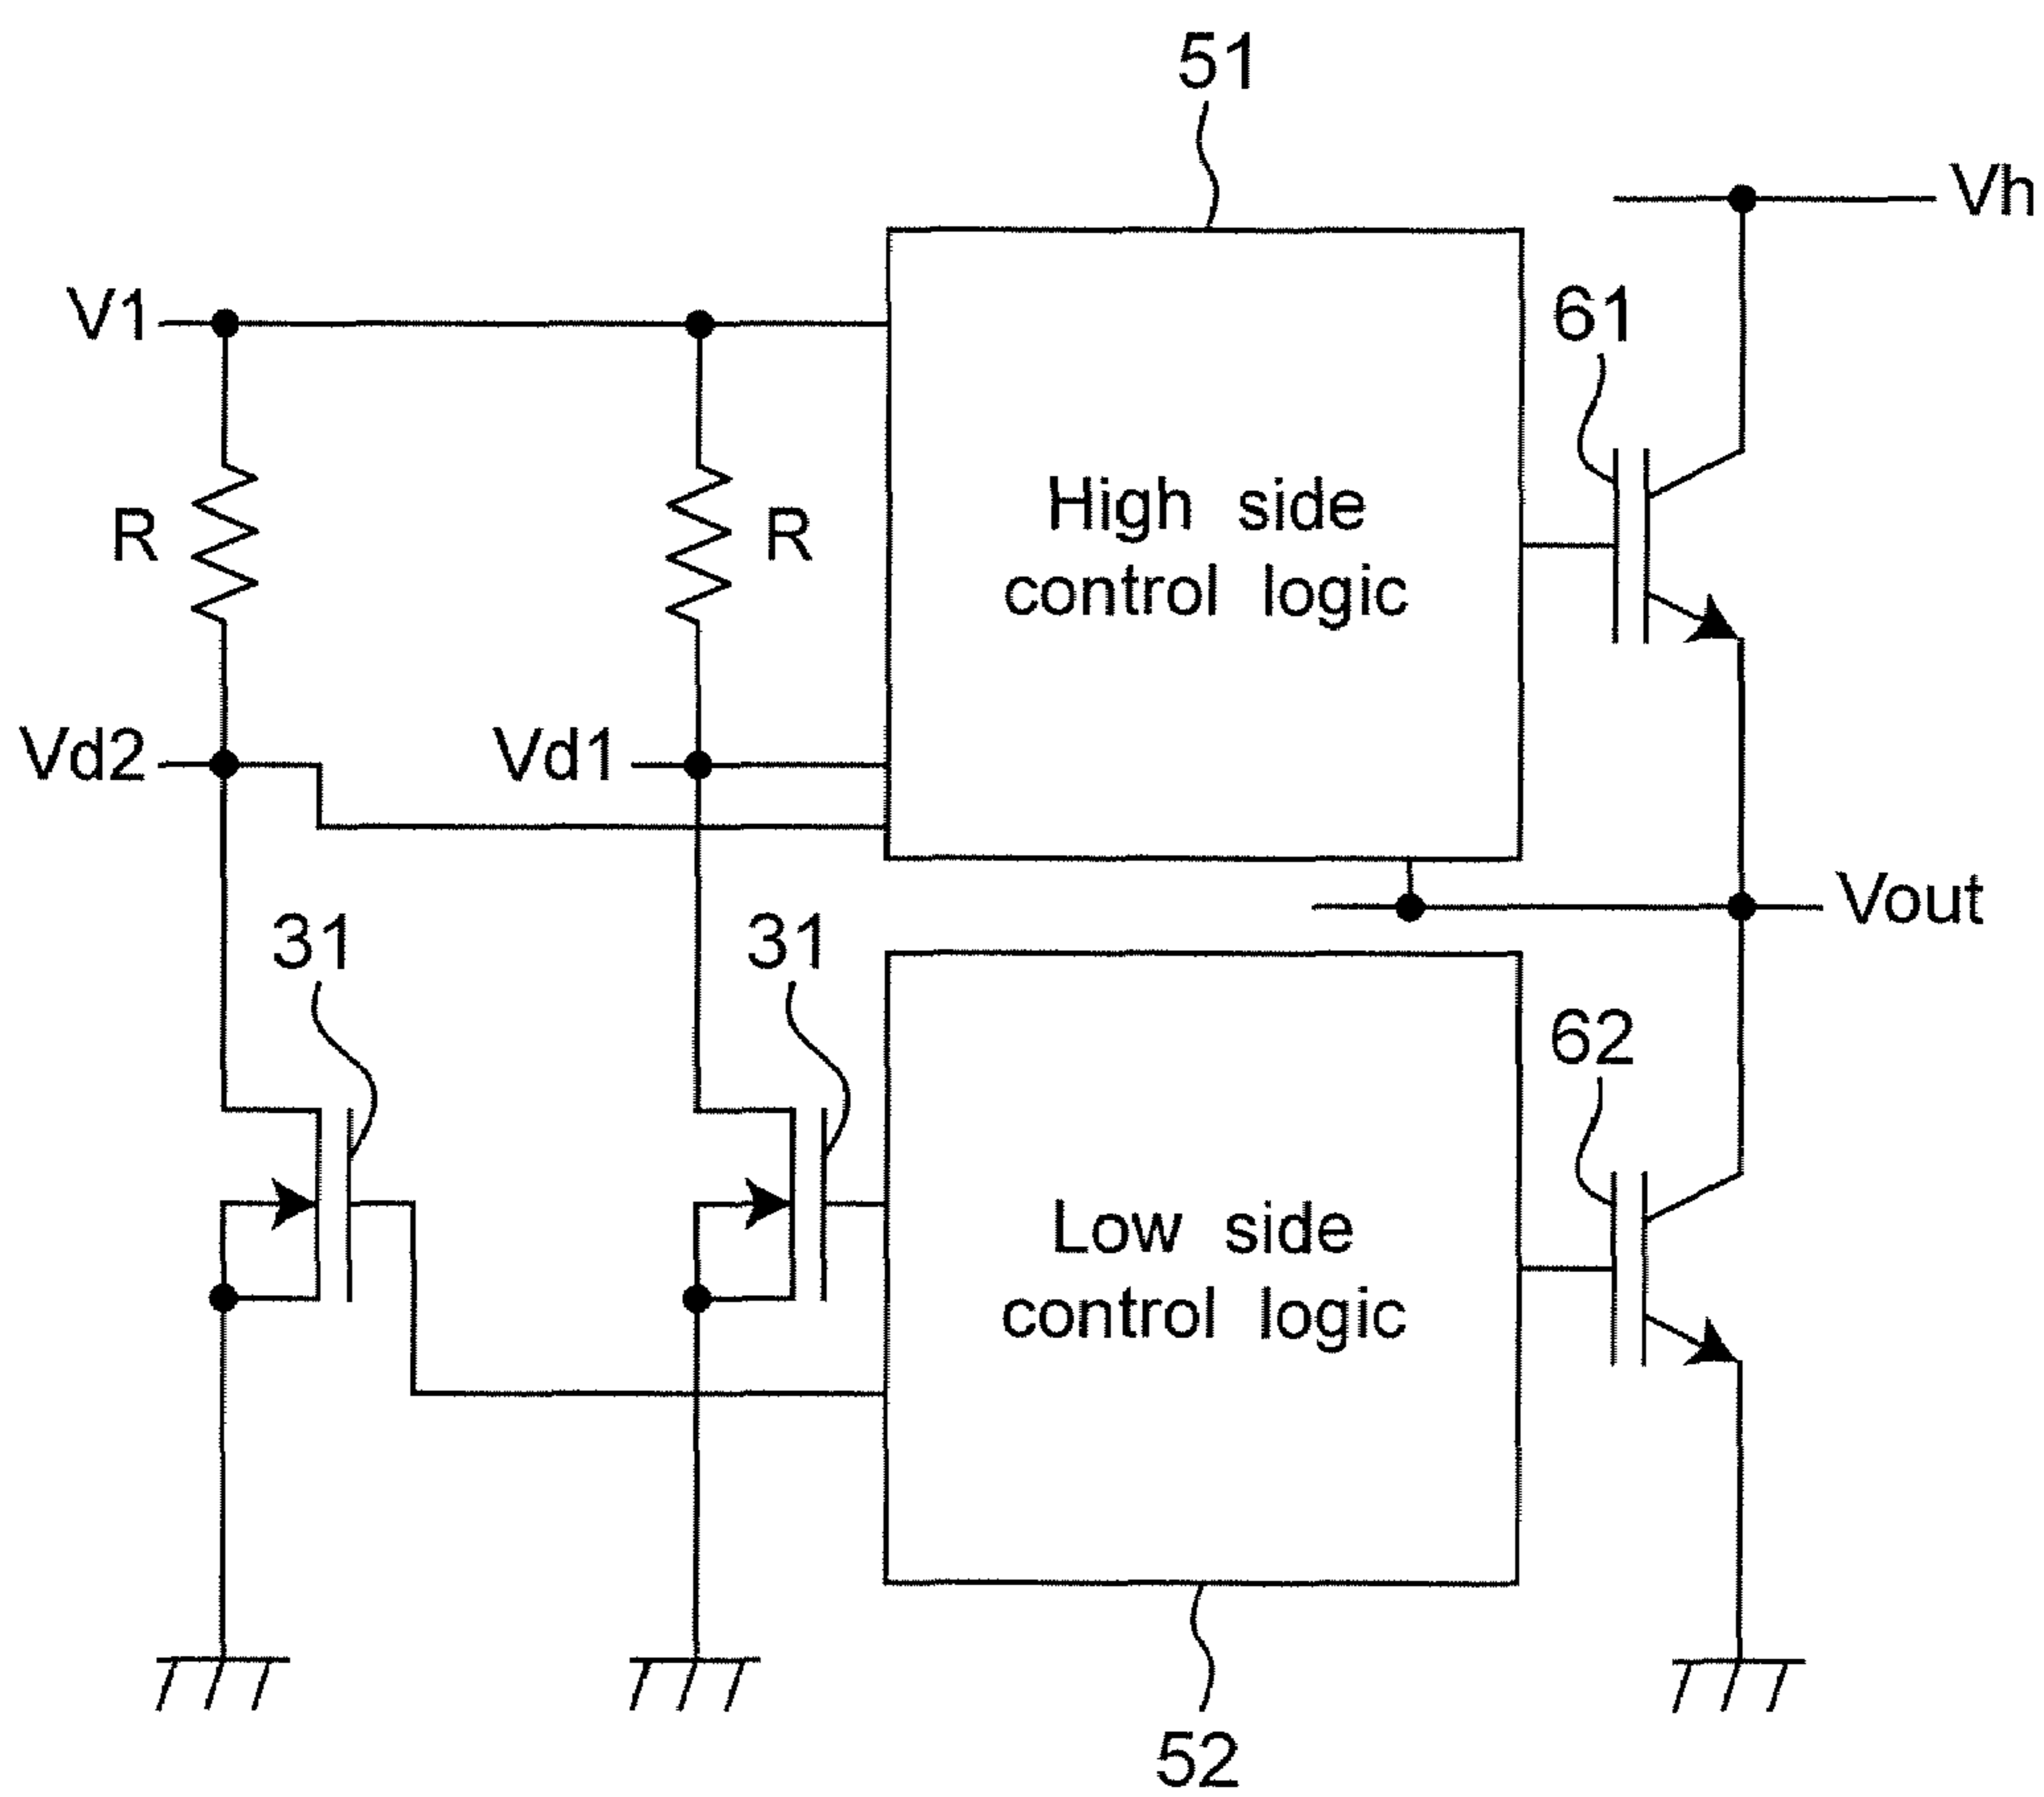 51
Vh
V1
61
R
R
High side
control logic
Vd2
Vd1
Vout
31
31
62
Low side
control logic
52